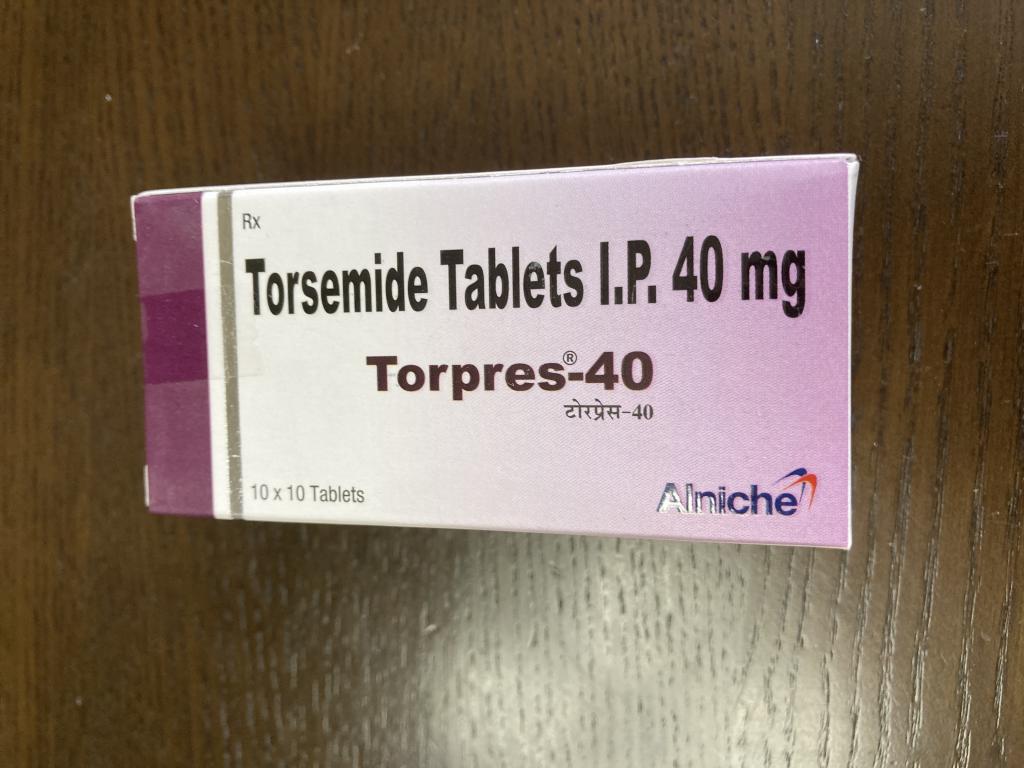 Rx
Torsemide Tablets I.P. 40 mg
Torpres®-40
टोरप्रेस-40
10 x 10 Tablets
Alniche